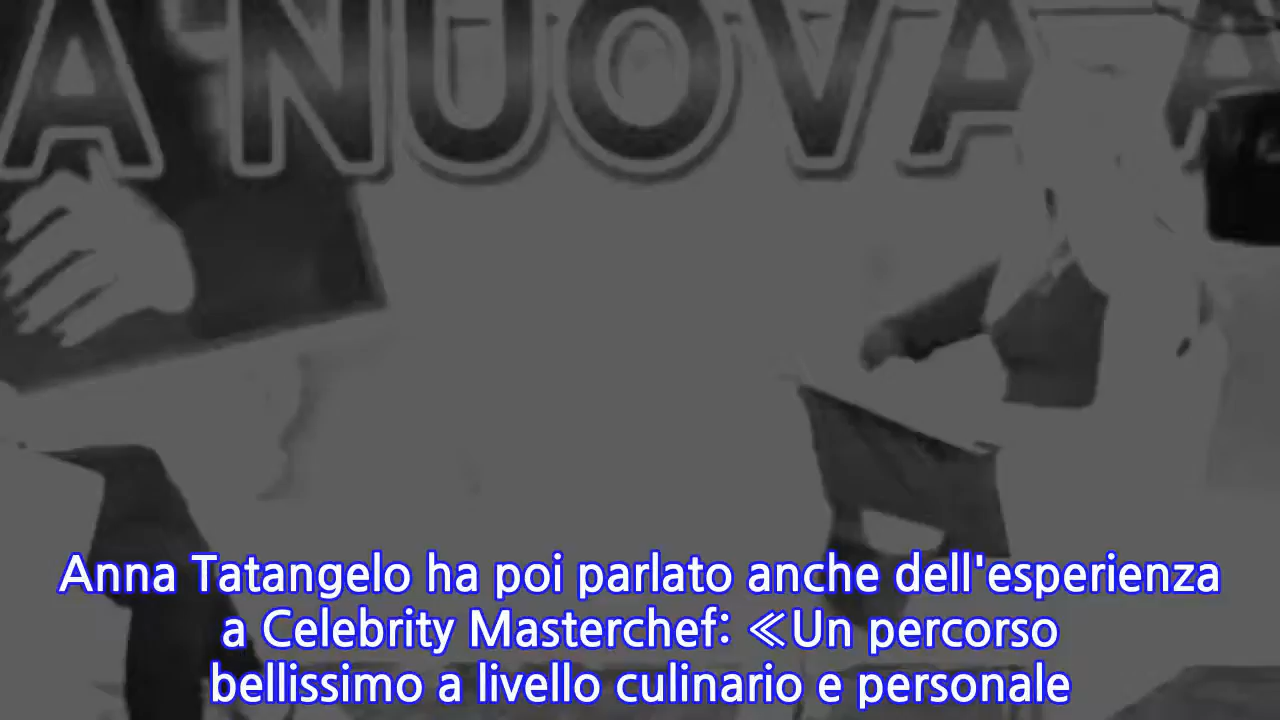 A NUOVA A
Anna Tatangelo ha poi parlato anche dell'esperienza
a Celebrity Masterchef: ≪Un percorso
bellissimo a livello culinario e personale